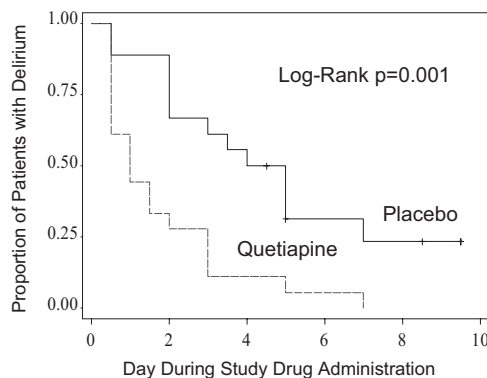 Proportion of Patients with Delirium
1.00
0.75
0.50
0.25
0.00
Log-Rank p=0.001
Placebo
Quetiapine
0 2 4 6 8 10
Day During Study Drug Administration